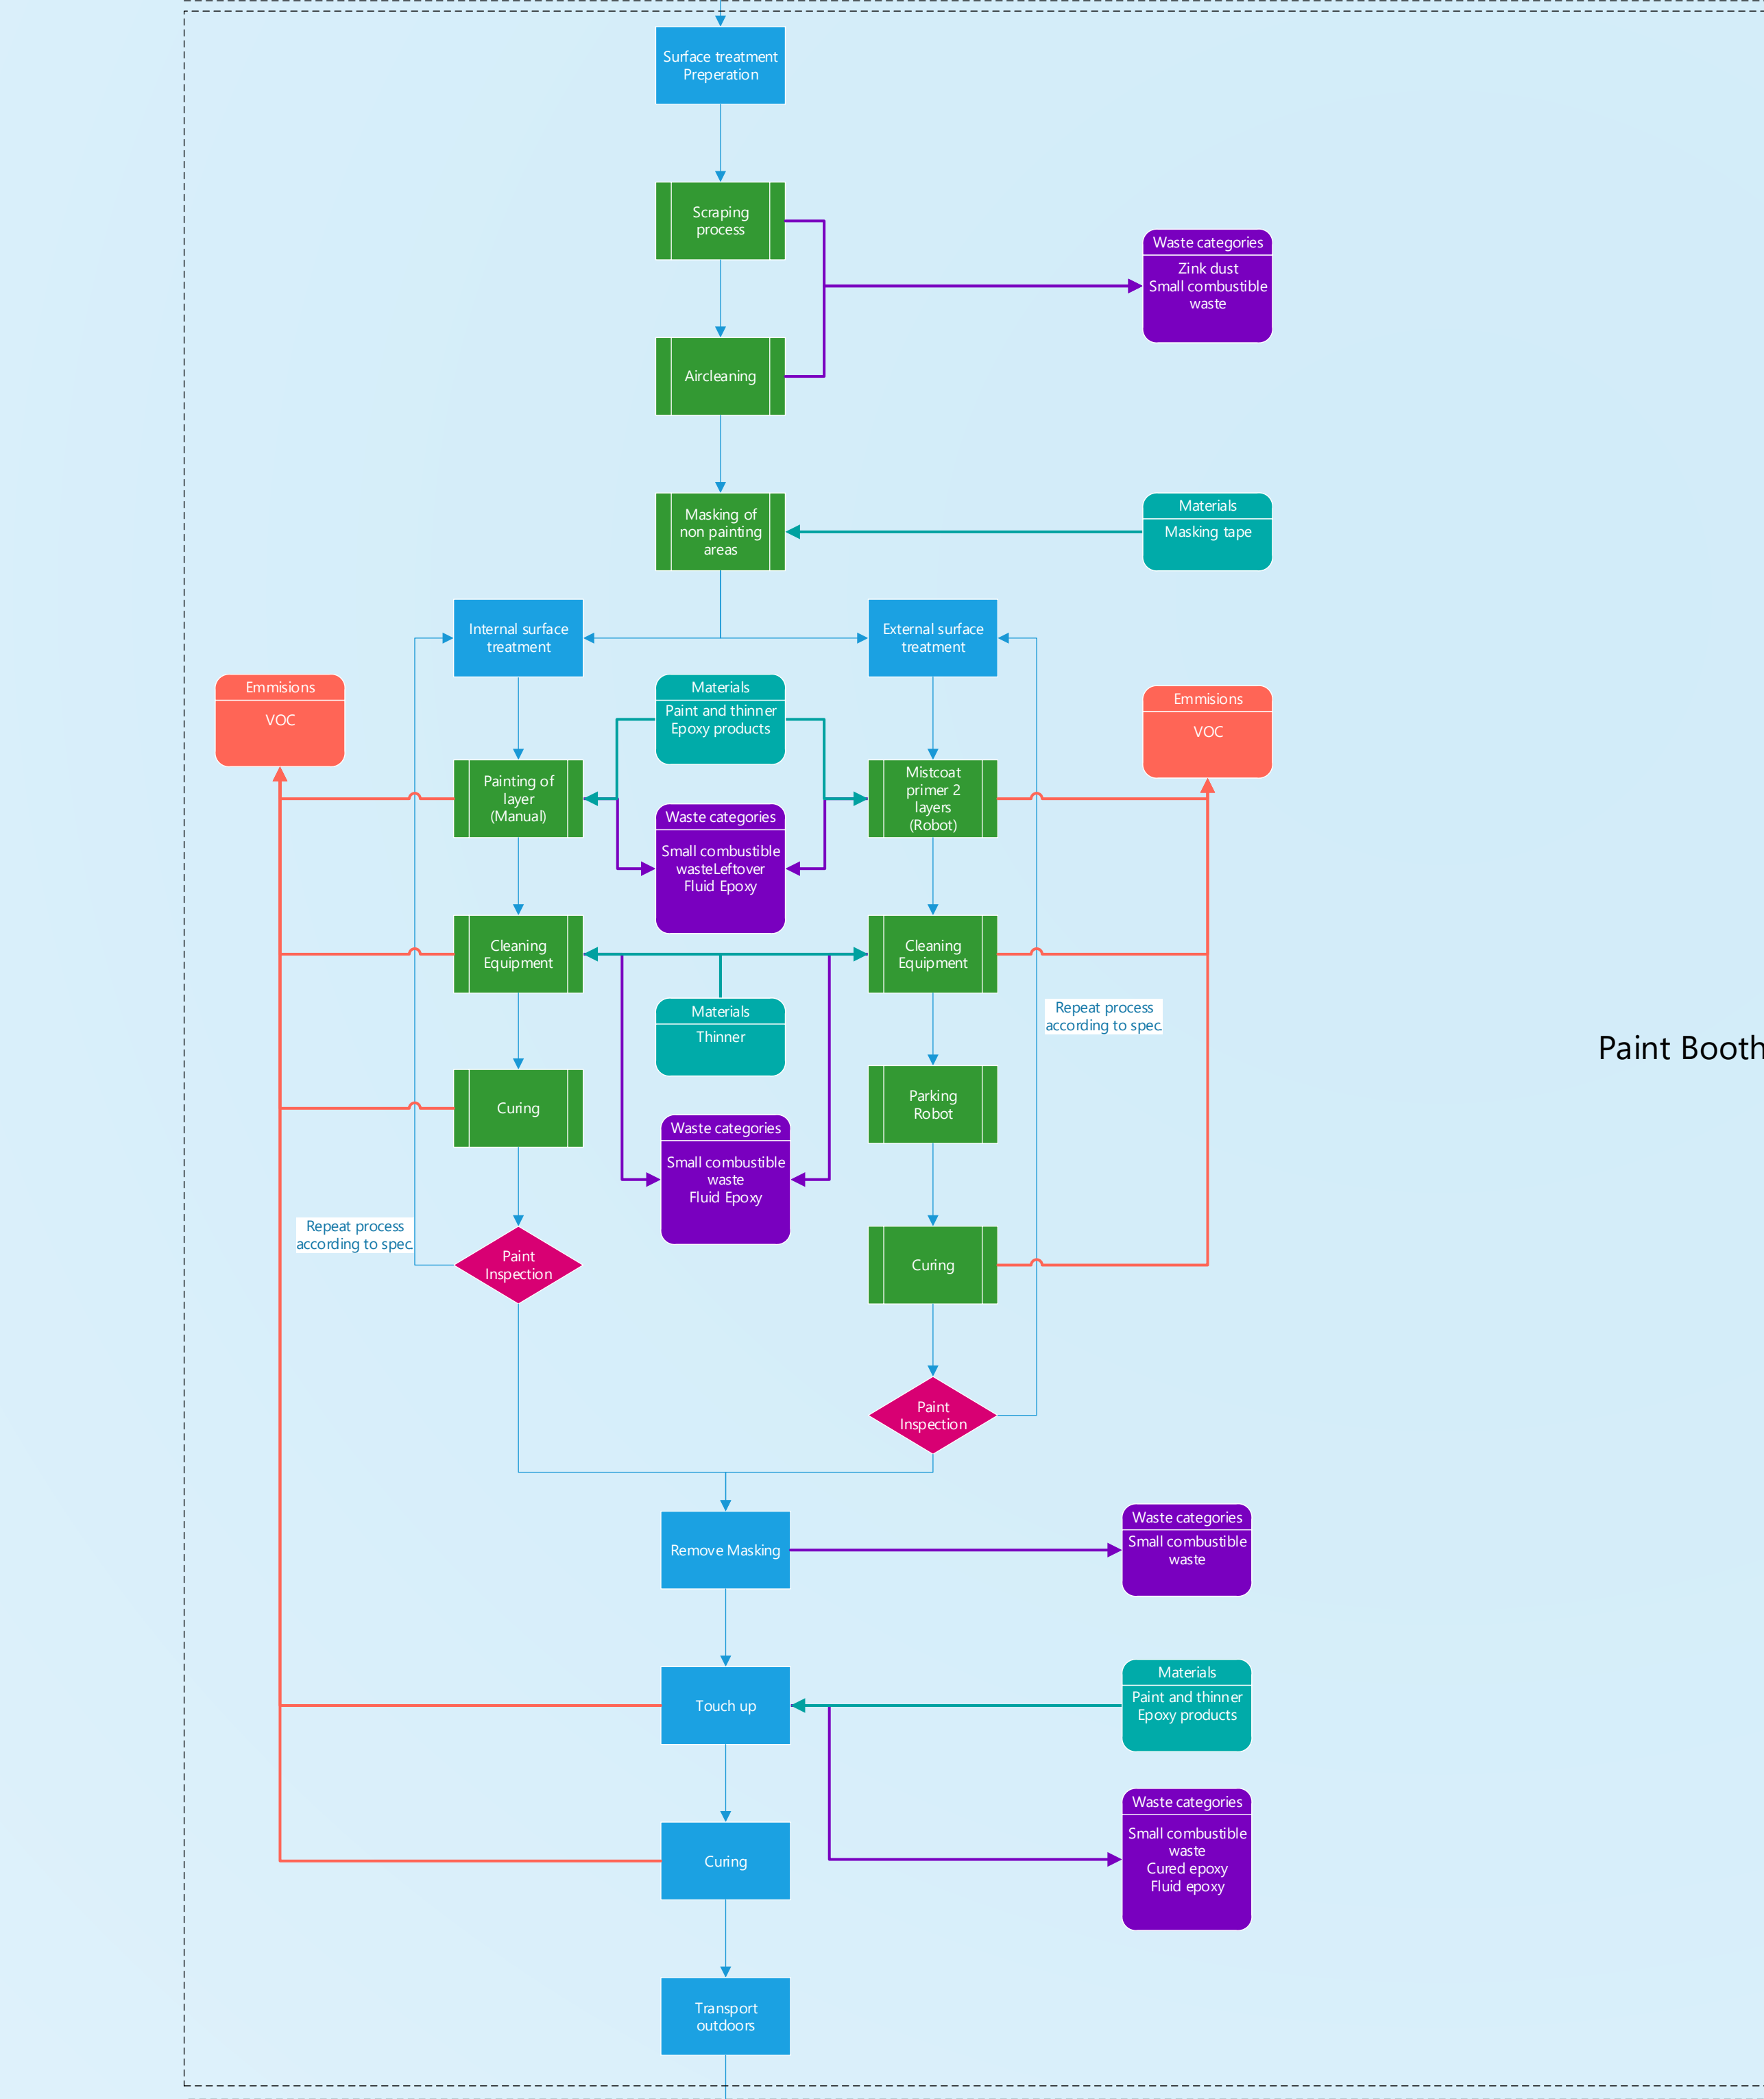 Surface treatment
Preperation
Scraping
process
Waste categories
Zink dust
Small combustible
waste
Aircleaning
Masking of
non painting
areas
Materials
Masking tape
Internal surface
treatment
External surface
treatment
Emmisions
VOC
Materials
Paint and thinner
Epoxy products
Emmisions
VOC
Painting of
layer
(Manual)
Waste categories
Small combustible
wasteLeftover
Fluid Epoxy
Mistcoat
primer 2
layers
(Robot)
Cleaning
Equipment
Cleaning
Equipment
Materials
Thinner
Repeat process
according to spec.
Paint Booth
Curing
Parking
Robot
Waste categories
Small combustible
waste
Fluid Epoxy
Repeat process
according to spec.
Paint
Inspection
Curing
Paint
Inspection
Remove Masking
Waste categories
Small combustible
waste
Touch up
Materials
Paint and thinner
Epoxy products
Curing
Waste categories
Small combustible
waste
Cured epoxy
Fluid epoxy
Transport
outdoors